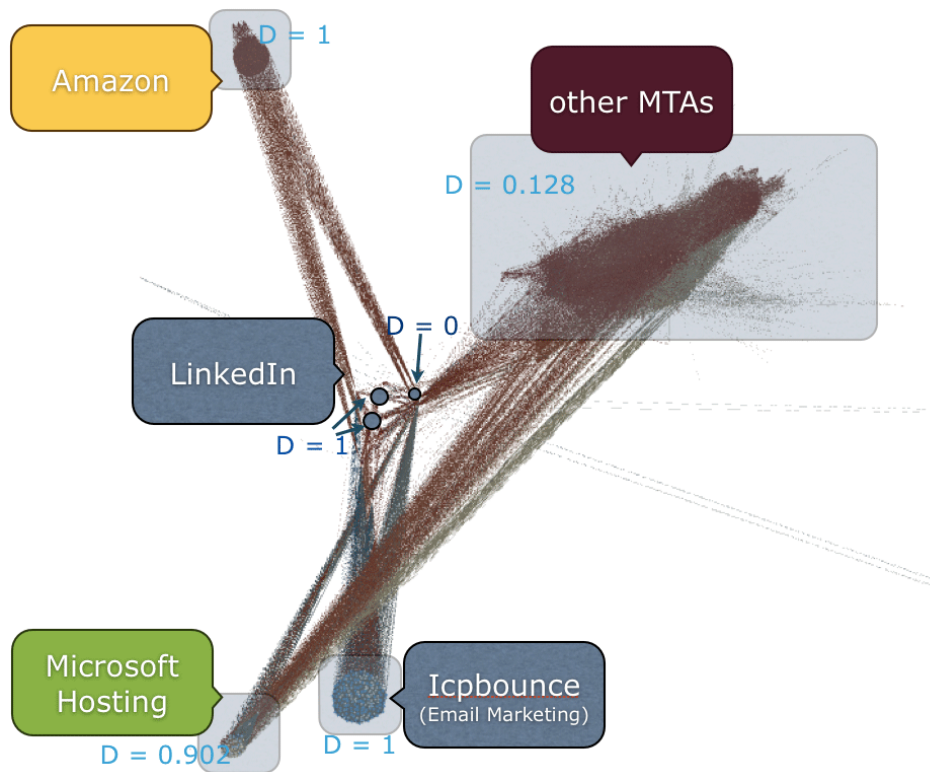 D = 1
Amazon
other MTAs
D = 0.128
D = 0
LinkedIn
D = 1
Microsoft
Hosting
Icpbounce
(Email Marketing)
D = 0.902
D = 1